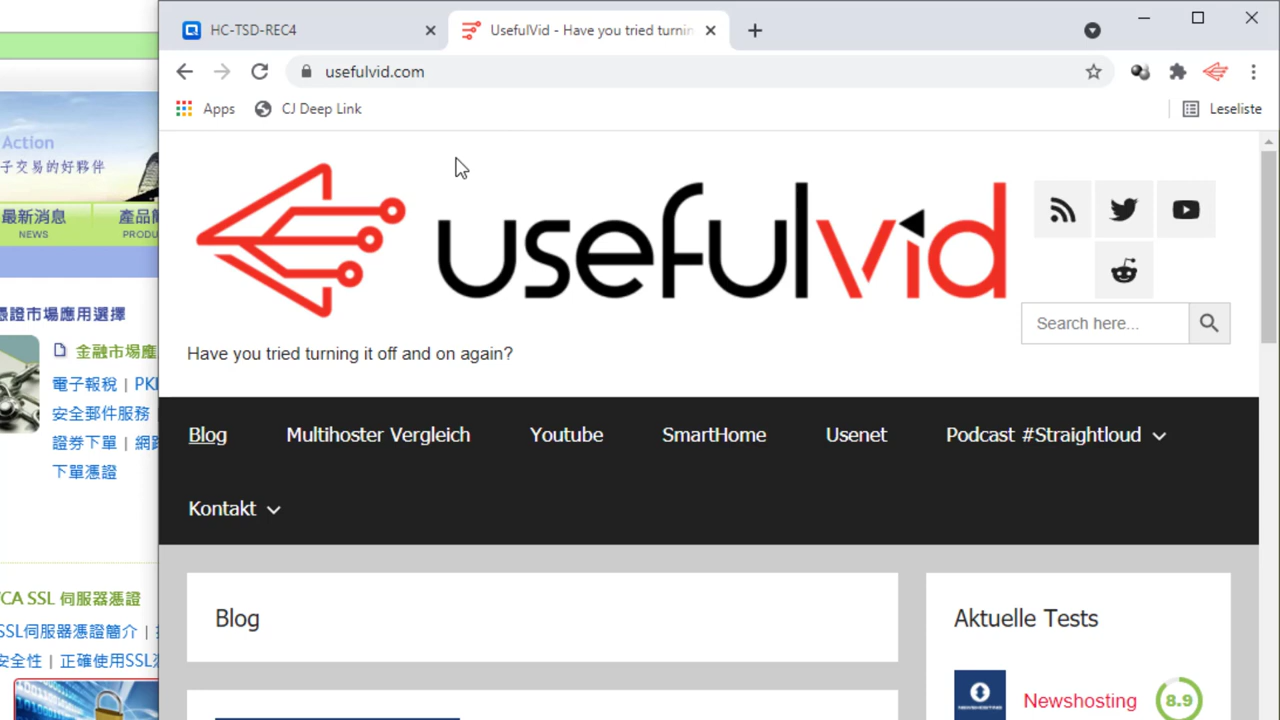 HC-TSD-REC4
UsefulVid - Have you tried turnin
usefulvid.com
Apps
CJ Deep Link
Leseliste
usefulvid
Search here...
Have you tried turning it off and on again?
Blog
Multihoster Vergleich
Youtube
SmartHome
Usenet
Podcast #Straightloud
Kontakt
Blog
Aktuelle Tests
NEWSHOSTING
Newshosting
8.9
Action
子交易的好夥伴
最新消息
NEWS
產品
PRODU
證市場應用選擇
金融市場應
電子報稅 | PKI
安全郵件服務
證券下單 | 網
下單憑證
CA SSL 伺服器憑證
SSL伺服器憑證簡介 |
安全性 | 正確使用SSL